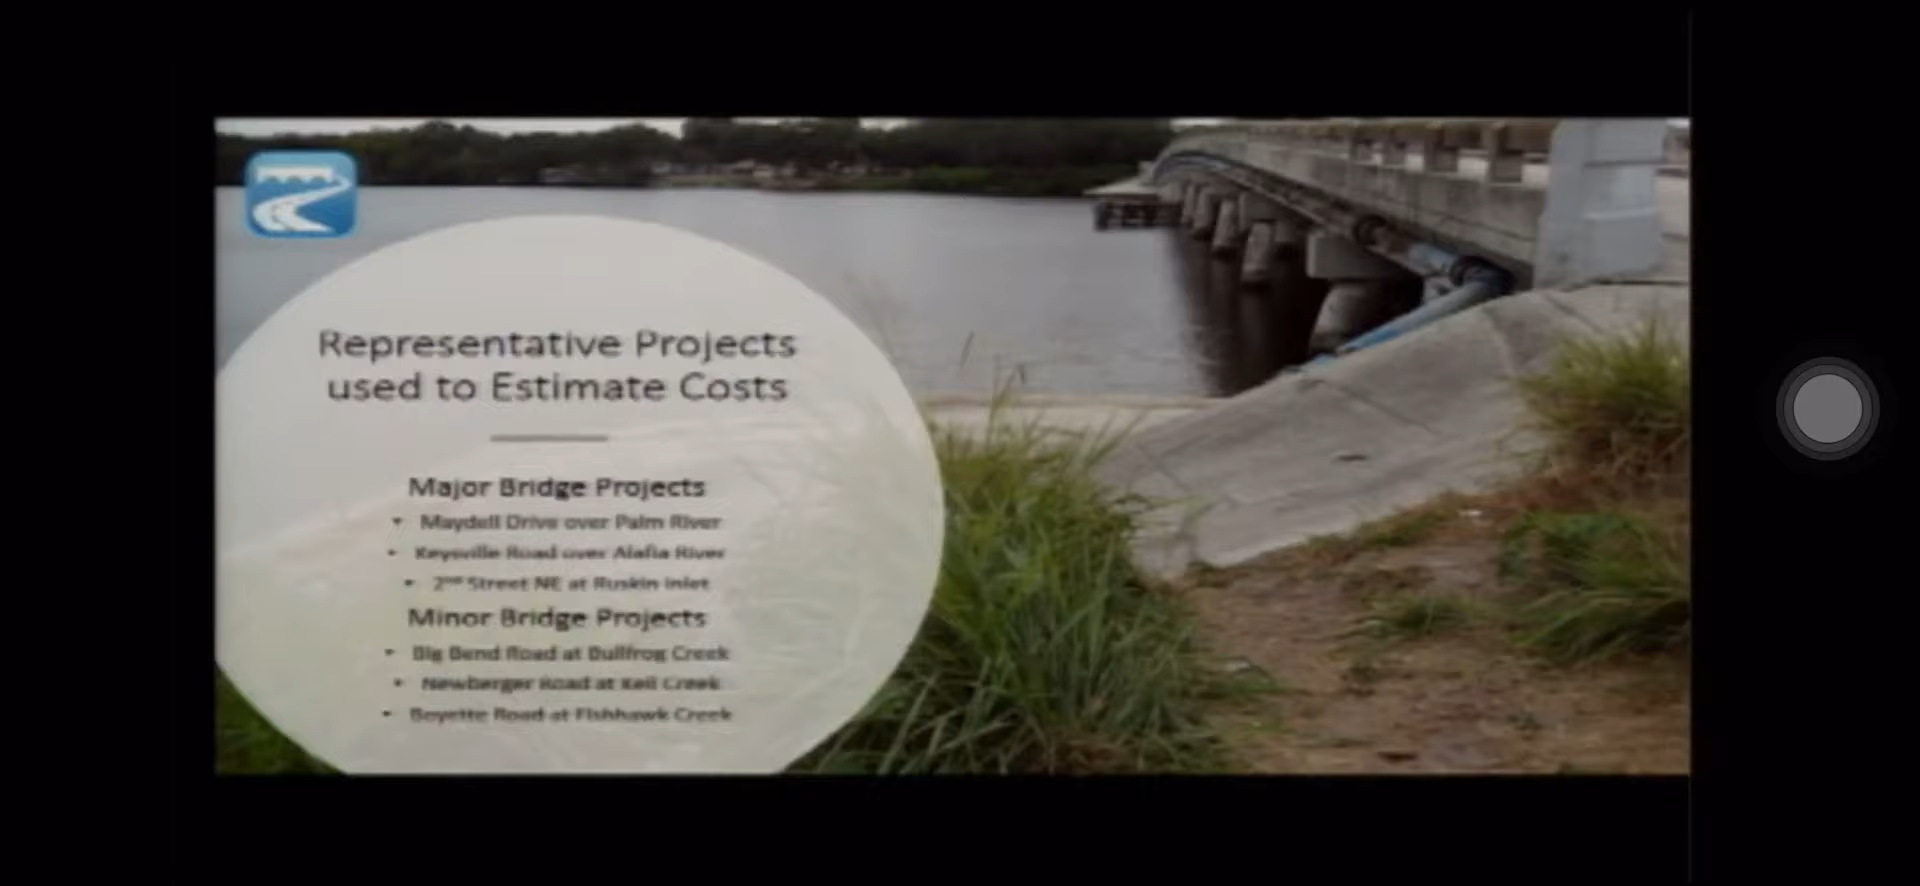 Representative Projects
used to Estimate Costs
Major Bridge Projects
• Maydell Drive over Palm River
• Keysville Road over Alafia River
• 2nd Street NE at Ruskin Inlet
Minor Bridge Projects
• Big Bend Road at Bullfrog Creek
• Newberger Road at Kell Creek
• Boyette Road at Fishhawk Creek